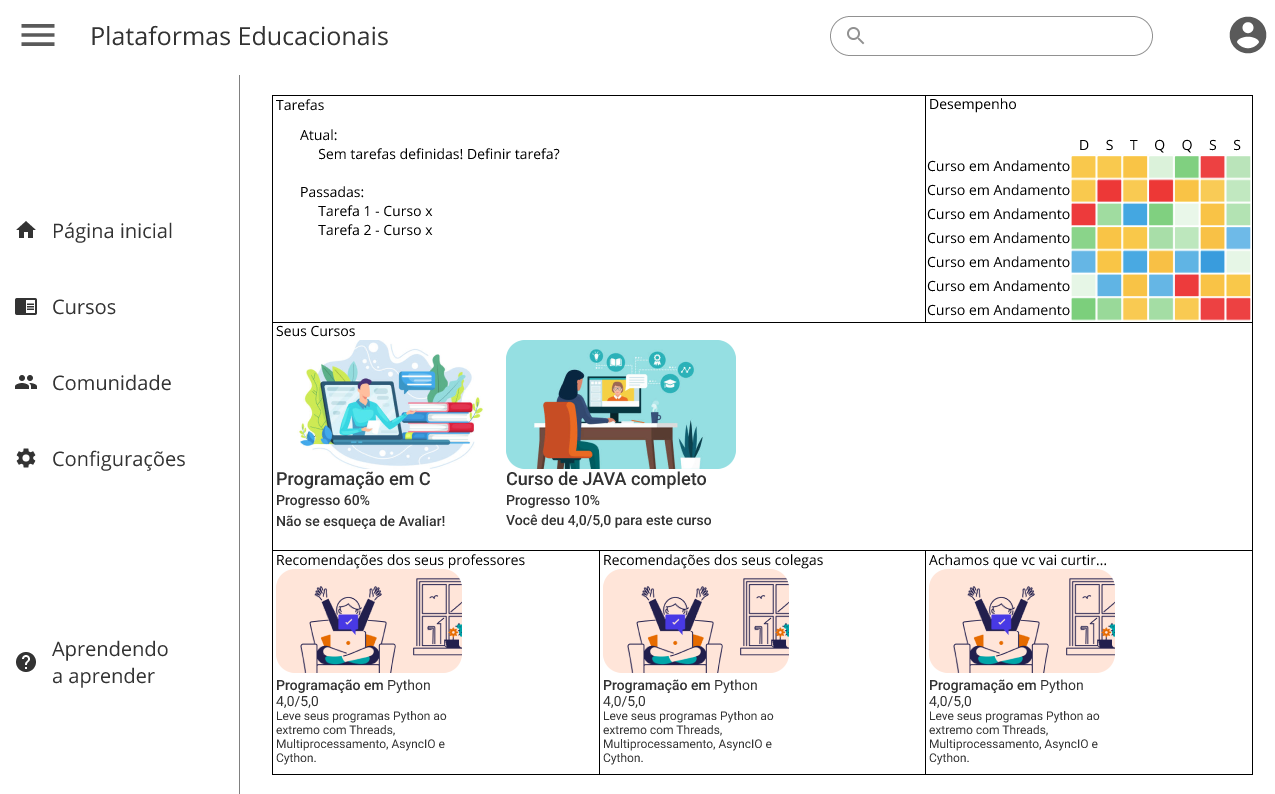 Plataformas Educacionais
Página inicial
Cursos
Comunidade
Configurações
Aprendendo
a aprender
Tarefas
Atual:
Sem tarefas definidas! Definir tarefa?
Passadas:
Tarefa 1 - Curso x
Tarefa 2 - Curso x
Desempenho
D S T Q Q S S
Curso em Andamento
Curso em Andamento
Curso em Andamento
Curso em Andamento
Curso em Andamento
Curso em Andamento
Curso em Andamento
Seus Cursos
Programação em C
Progresso 60%
Não se esqueça de Avaliar!
Curso de JAVA completo
Progresso 10%
Você deu 4,0/5,0 para este curso
Recomendações dos seus professores
Programação em Python
4,0/5,0
Leve seus programas Python ao
extremo com Threads,
Multiprocessamento, AsyncIO e
Cython.
Recomendações dos seus colegas
Programação em Python
4,0/5,0
Leve seus programas Python ao
extremo com Threads,
Multiprocessamento, AsyncIO e
Cython.
Achamos que vc vai curtir...
Programação em Python
4,0/5,0
Leve seus programas Python ao
extremo com Threads,
Multiprocessamento, AsyncIO e
Cython.